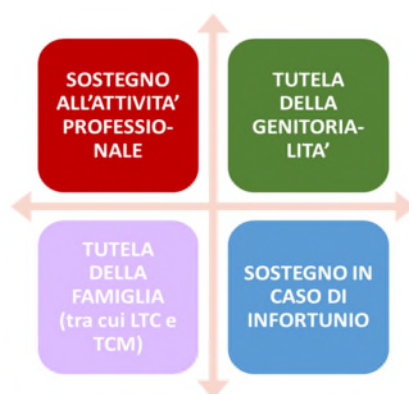 SOSTEGNO
ALL'ATTIVITA'
PROFESSIO-
NALE
TUTELA
DELLA
GENITORIA-
LITA'
TUTELA
DELLA
FAMIGLIA
(tra cui LTC e
TCM)
SOSTEGNO IN
CASO DI
INFORTUNIO